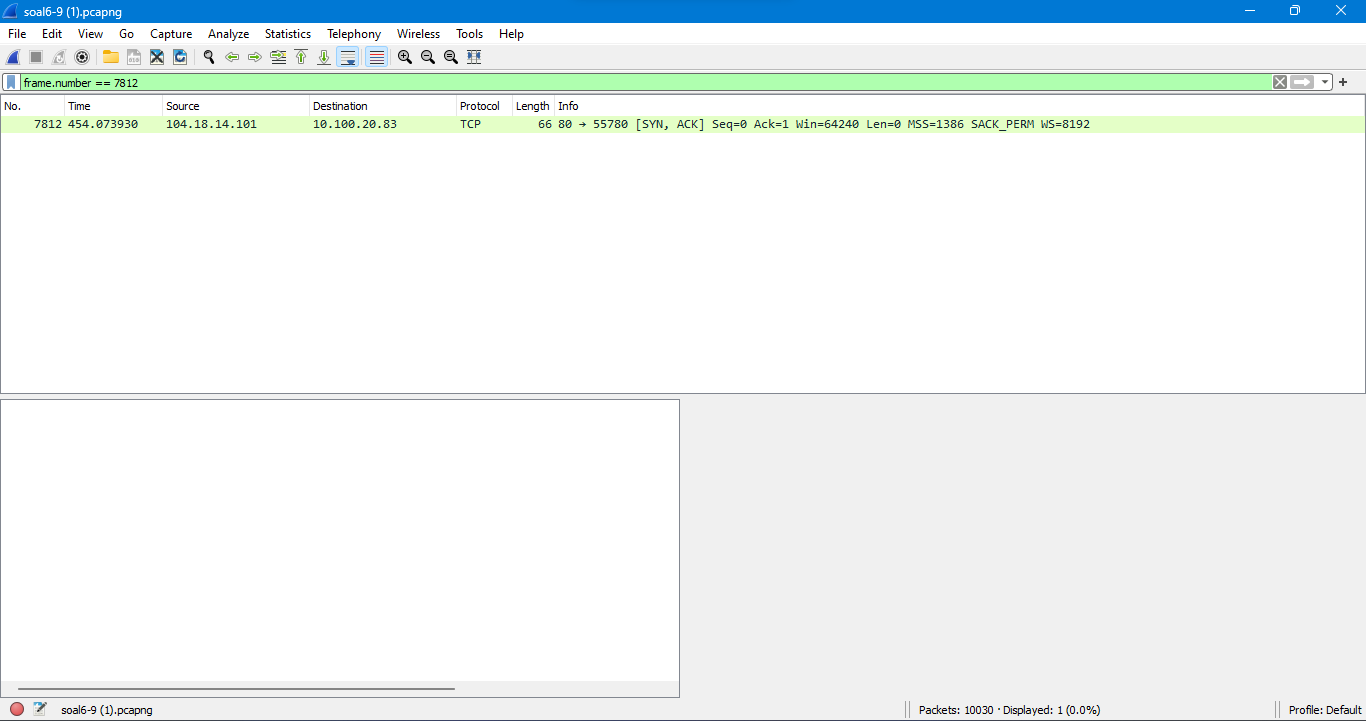 soal6-9 (1).pcapng
File Edit View Go Capture Analyze Statistics Telephony Wireless Tools Help
frame.number == 7812
No. Time Source Destination Protocol Length Info
7812 454.073930 104.18.14.101 10.100.20.83 TCP 66 80 → 55780 [SYN, ACK] Seq=0 Ack=1 Win=64240 Len=0 MSS=1386 SACK_PERM WS=8192
soal6-9 (1).pcapng Packets: 10030 · Displayed: 1 (0.0%) Profile: Default